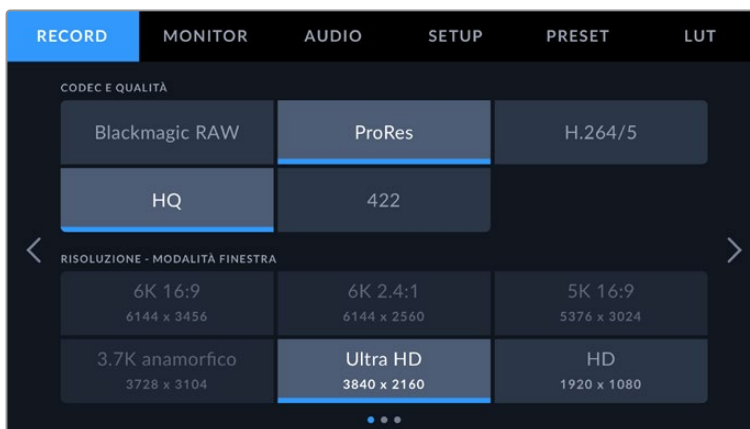 RECORD MONITOR AUDIO SETUP PRESET LUT
CODEC E QUALITÀ
Blackmagic RAW ProRes H.264/5
HQ 422
RISOLUZIONE - MODALITÀ FINESTRA
6K 16:9 6K 2.4:1 5K 16:9
6144 x 3456 6144 x 2560 5376 x 3024
3.7K anamorfico Ultra HD HD
3728 x 3104 3840 x 2160 1920 x 1080